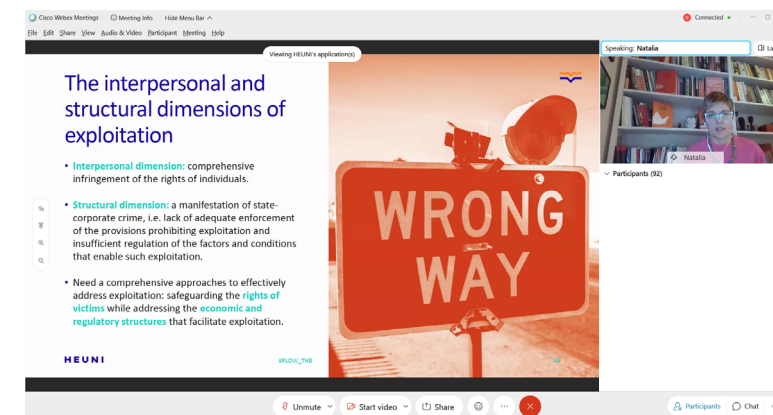 Cisco Webex Meetings Meeting Info Hide Menu Bar
Connected
File Edit Share View Audio & Video Participant Meeting Help
Viewing HEUNI's application(s)
Speaking: Natalia
La
The interpersonal and
structural dimensions of
exploitation
• Interpersonal dimension: comprehensive
infringement of the rights of individuals.
• Structural dimension: a manifestation of state-
corporate crime, i.e. lack of adequate enforcement
of the provisions prohibiting exploitation and
insufficient regulation of the factors and conditions
that enable such exploitation.
• Need a comprehensive approaches to effectively
address exploitation: safeguarding the rights of
victims while addressing the economic and
regulatory structures that facilitate exploitation.
HEUNI
#FLOW_THB
WRONG
WAY
Natalia
Participants (92)
Unmute
Start video
Share
Participants
Chat